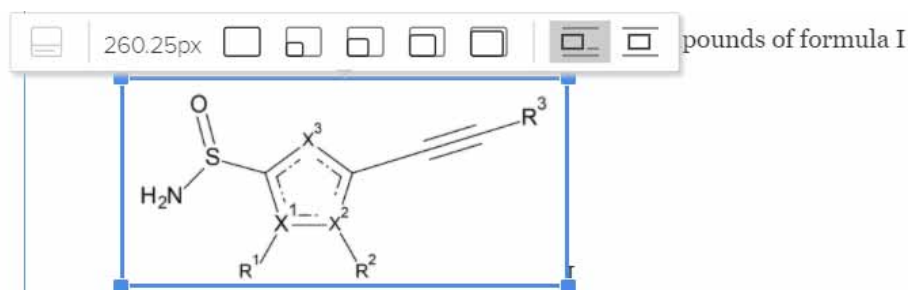 260.25px pounds of formula I
O
R³
X³
S
H₂N
X¹ X²
R¹ R²
I